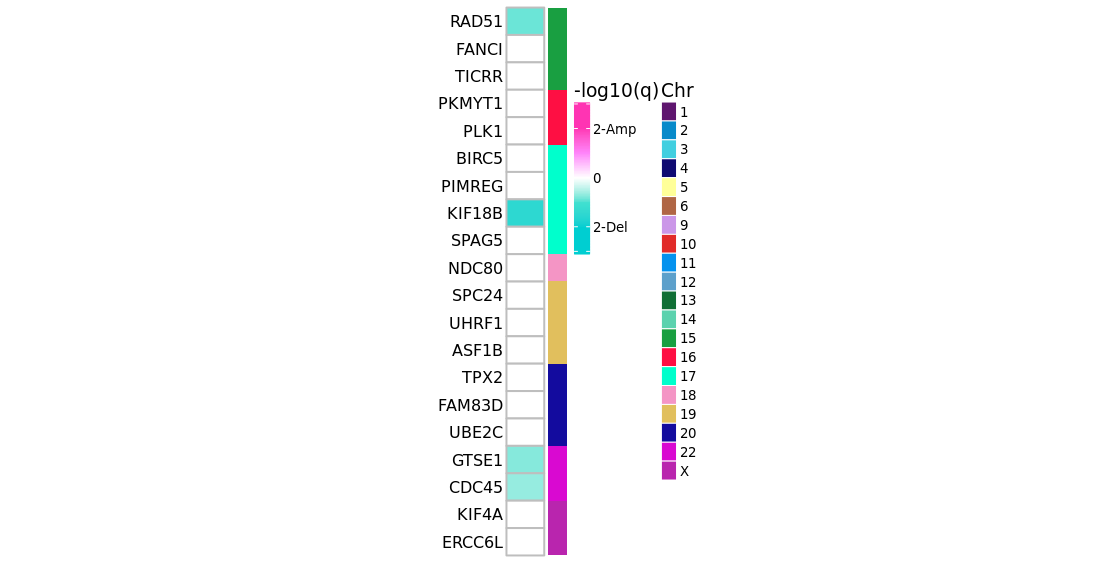 RAD51
FANCI
TICRR
PKMYT1
PLK1
BIRC5
PIMREG
KIF18B
SPAG5
NDC80
SPC24
UHRF1
ASF1B
TPX2
FAM83D
UBE2C
GTSE1
CDC45
KIF4A
ERCC6L
-log10(q)
2-Amp
0
2-Del
Chr
1
2
3
4
5
6
9
10
11
12
13
14
15
16
17
18
19
20
22
X